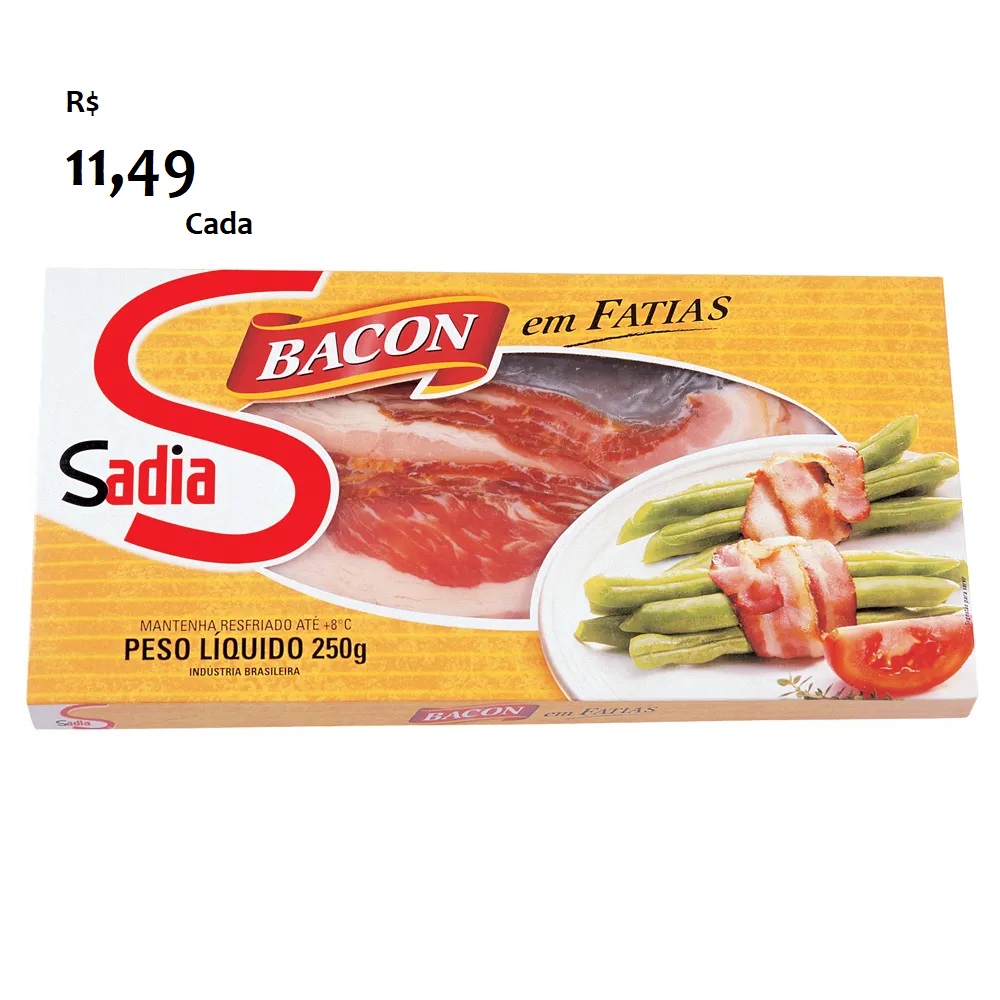 R$
11,49
Cada
BACON
em FATIAS
Sadia
MANTENHA RESFRIADO ATÉ +8°C
PESO LÍQUIDO 250g
INDÚSTRIA BRASILEIRA
Sadia
BACON
em FATIAS